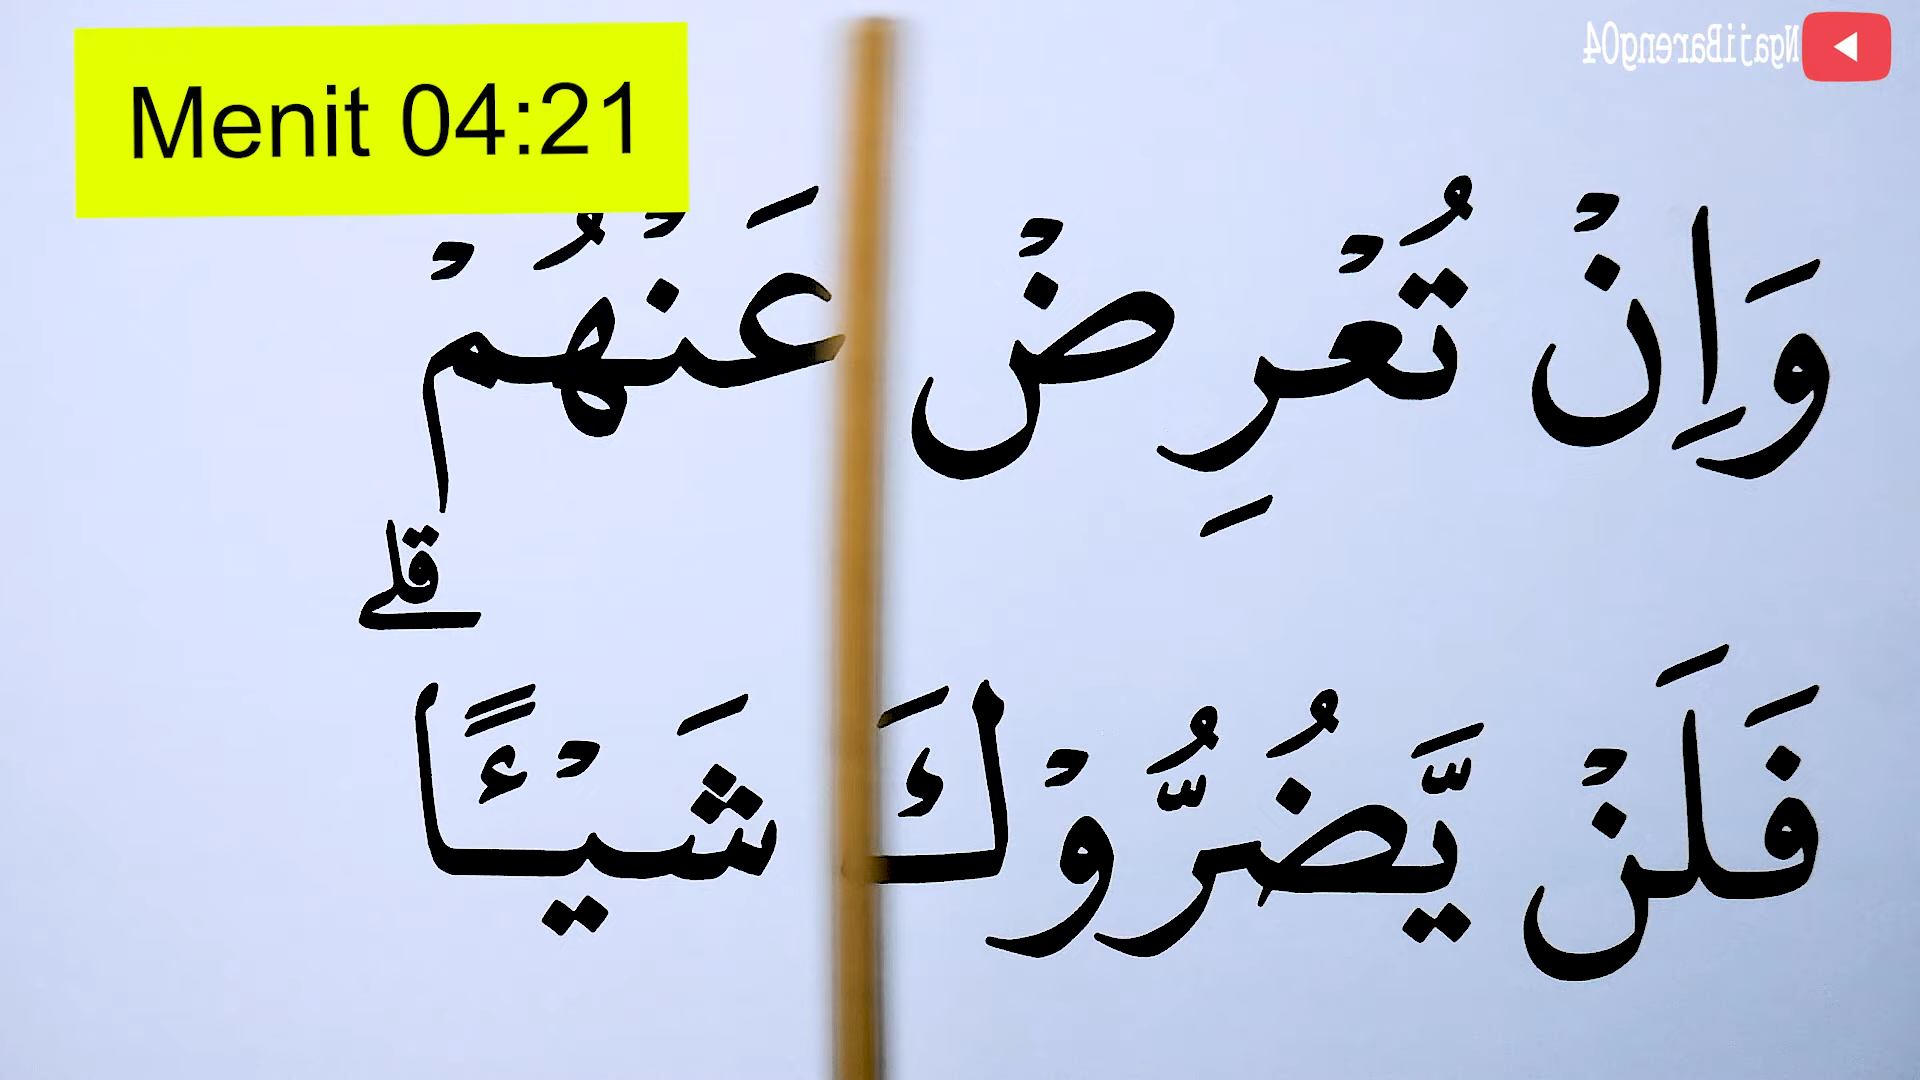 Menit 04:21
NgajiBareng04
وَاِنْ تُعْرِضْ عَنْهُمْ
قلے
فَلَنْ يَّضُرُّوْكَ شَيْـًٔا